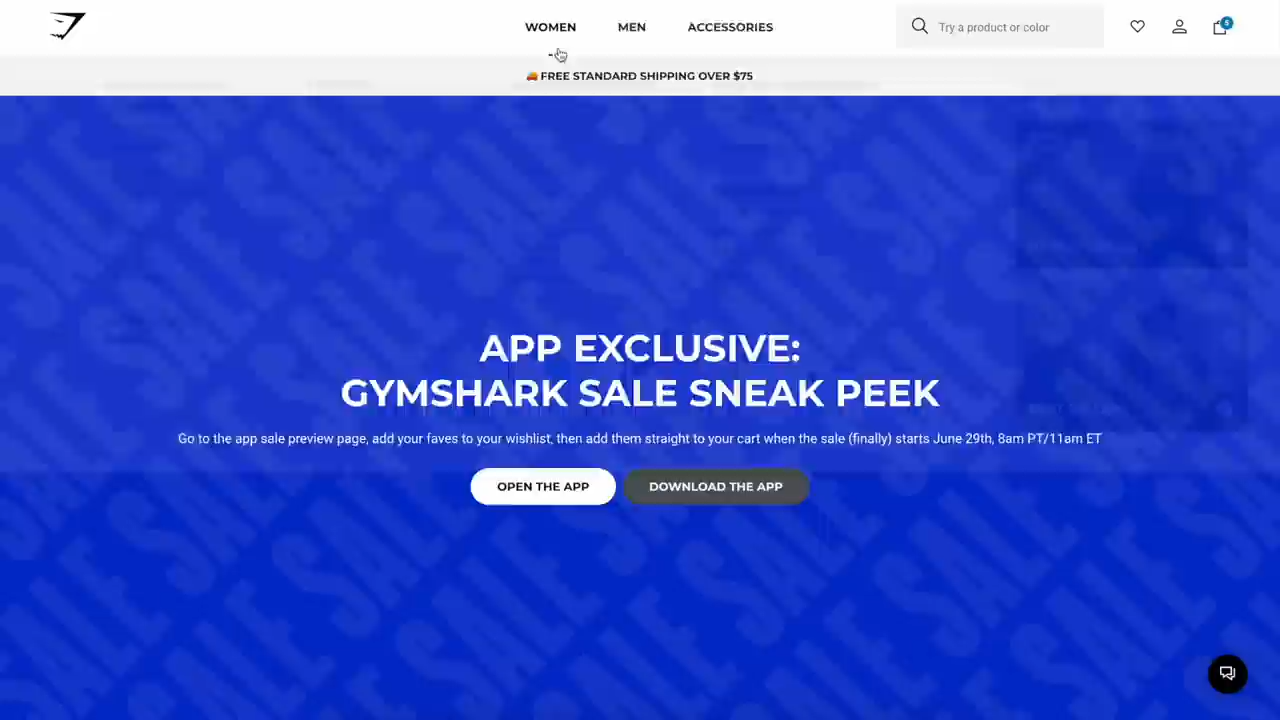 WOMEN MEN ACCESSORIES Try a product or color 5
🚚 FREE STANDARD SHIPPING OVER $75
APP EXCLUSIVE:
GYMSHARK SALE SNEAK PEEK
Go to the app sale preview page, add your faves to your wishlist, then add them straight to your cart when the sale (finally) starts June 29th, 8am PT/11am ET
OPEN THE APP DOWNLOAD THE APP